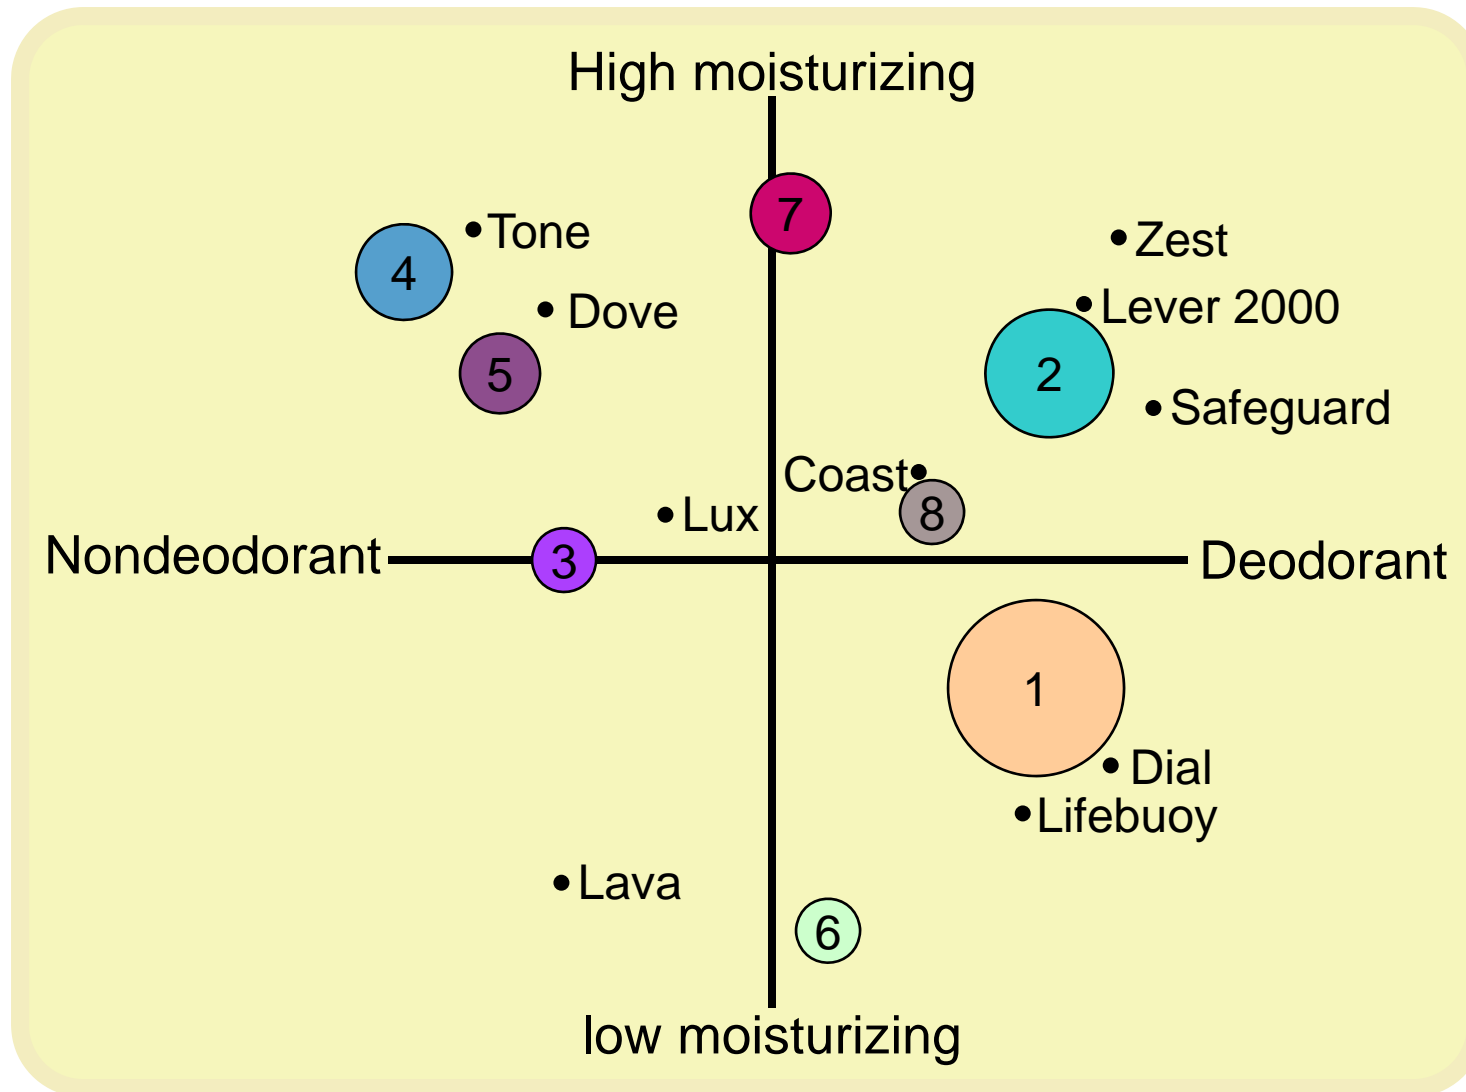 High moisturizing
7
Tone
Zest
4
Dove
Lever 2000
5
2
Safeguard
Coast
Lux
8
Nondeodorant
3
Deodorant
1
Dial
Lifebuoy
Lava
6
low moisturizing